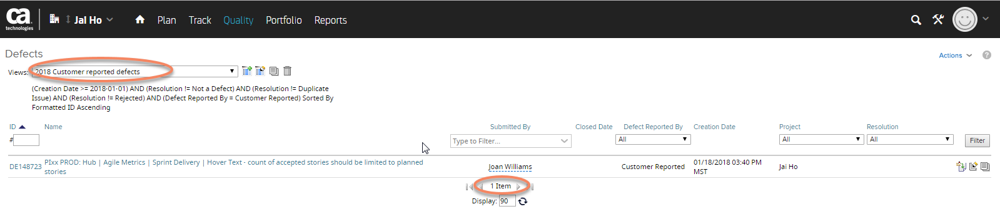 ca
technologies
Jai Ho
Plan
Track
Quality
Portfolio
Reports
Defects
Actions
?
Views:
2018 Customer reported defects
(Creation Date >= 2018-01-01) AND (Resolution != Not a Defect) AND (Resolution != Duplicate
Issue) AND (Resolution != Rejected) AND (Defect Reported By = Customer Reported) Sorted By
Formatted ID Ascending
ID Name Submitted By Closed Date Defect Reported By Creation Date Project Resolution
# Type to Filter... All All All Filter
DE148723
PIxx PROD: Hub | Agile Metrics | Sprint Delivery | Hover Text - count of accepted stories should be limited to planned
stories
Joan Williams
Customer Reported
01/18/2018 03:40 PM
MST
Jai Ho
1 Item
Display: 90